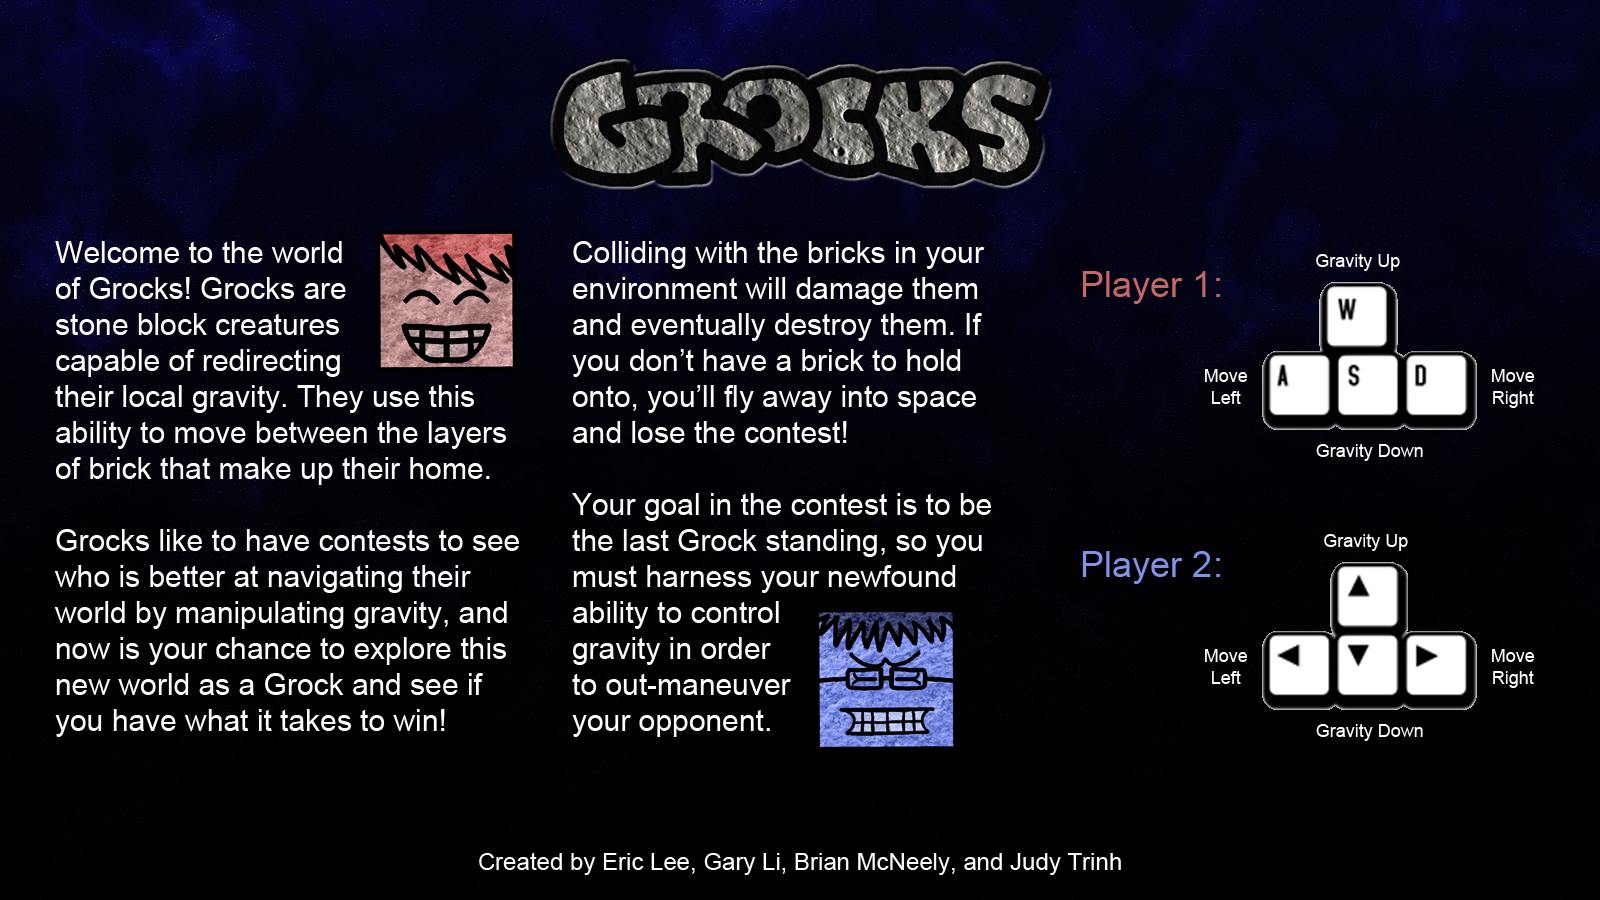 GROCKS
Welcome to the world
of Grocks! Grocks are
stone block creatures
capable of redirecting
their local gravity. They use this
ability to move between the layers
of brick that make up their home.
Grocks like to have contests to see
who is better at navigating their
world by manipulating gravity, and
now is your chance to explore this
new world as a Grock and see if
you have what it takes to win!
Colliding with the bricks in your
environment will damage them
and eventually destroy them. If
you don’t have a brick to hold
onto, you’ll fly away into space
and lose the contest!
Your goal in the contest is to be
the last Grock standing, so you
must harness your newfound
ability to control
gravity in order
to out-maneuver
your opponent.
Player 1:
Gravity Up
W
Move
Left
A S D
Move
Right
Gravity Down
Player 2:
Gravity Up
Move
Left
Move
Right
Gravity Down
Created by Eric Lee, Gary Li, Brian McNeely, and Judy Trinh